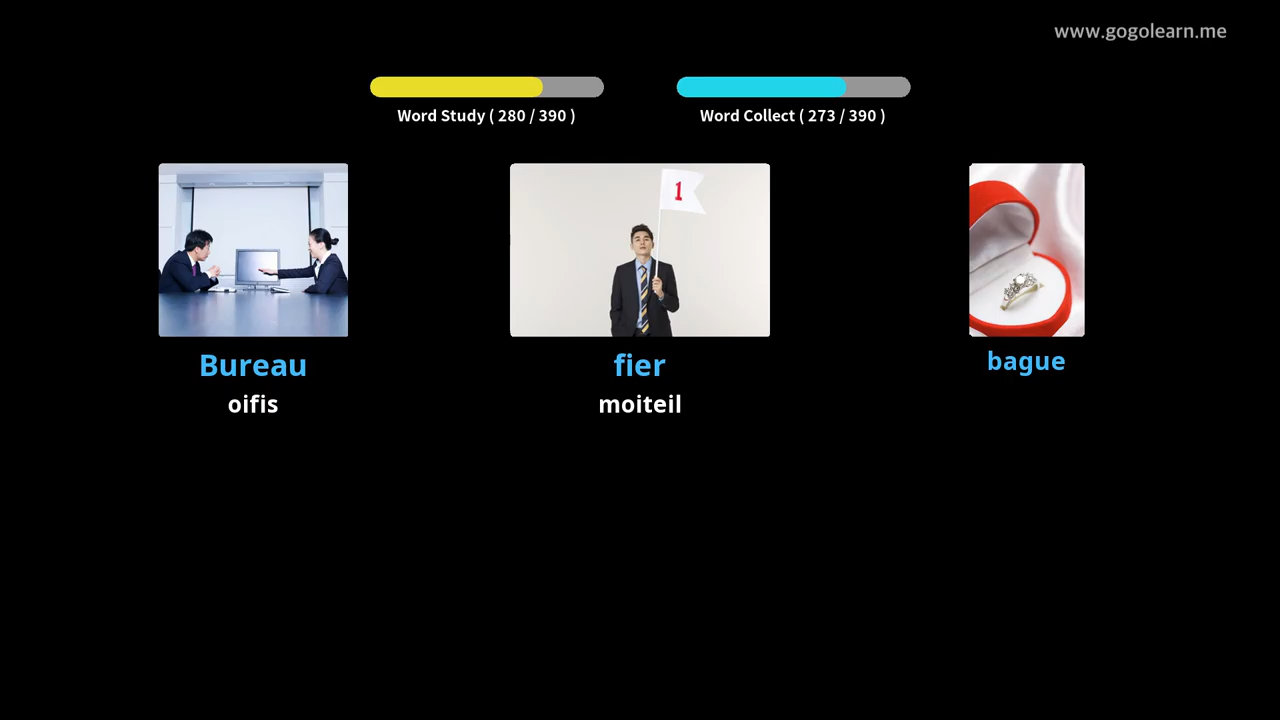 www.gogolearn.me
Word Study ( 280 / 390 )
Word Collect ( 273 / 390 )
1
Bureau
oifis
fier
moiteil
bague